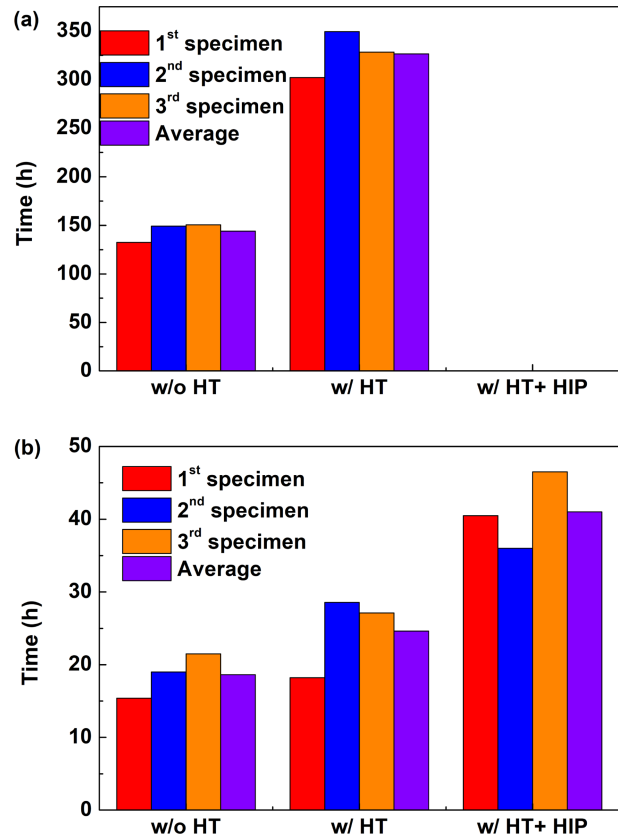 (a)
350
300
250
200
150
100
50
0
Time (h)
1st specimen
2nd specimen
3rd specimen
Average
w/o HT
w/ HT
w/ HT+ HIP
(b)
50
40
30
20
10
0
Time (h)
1st specimen
2nd specimen
3rd specimen
Average
w/o HT
w/ HT
w/ HT+ HIP